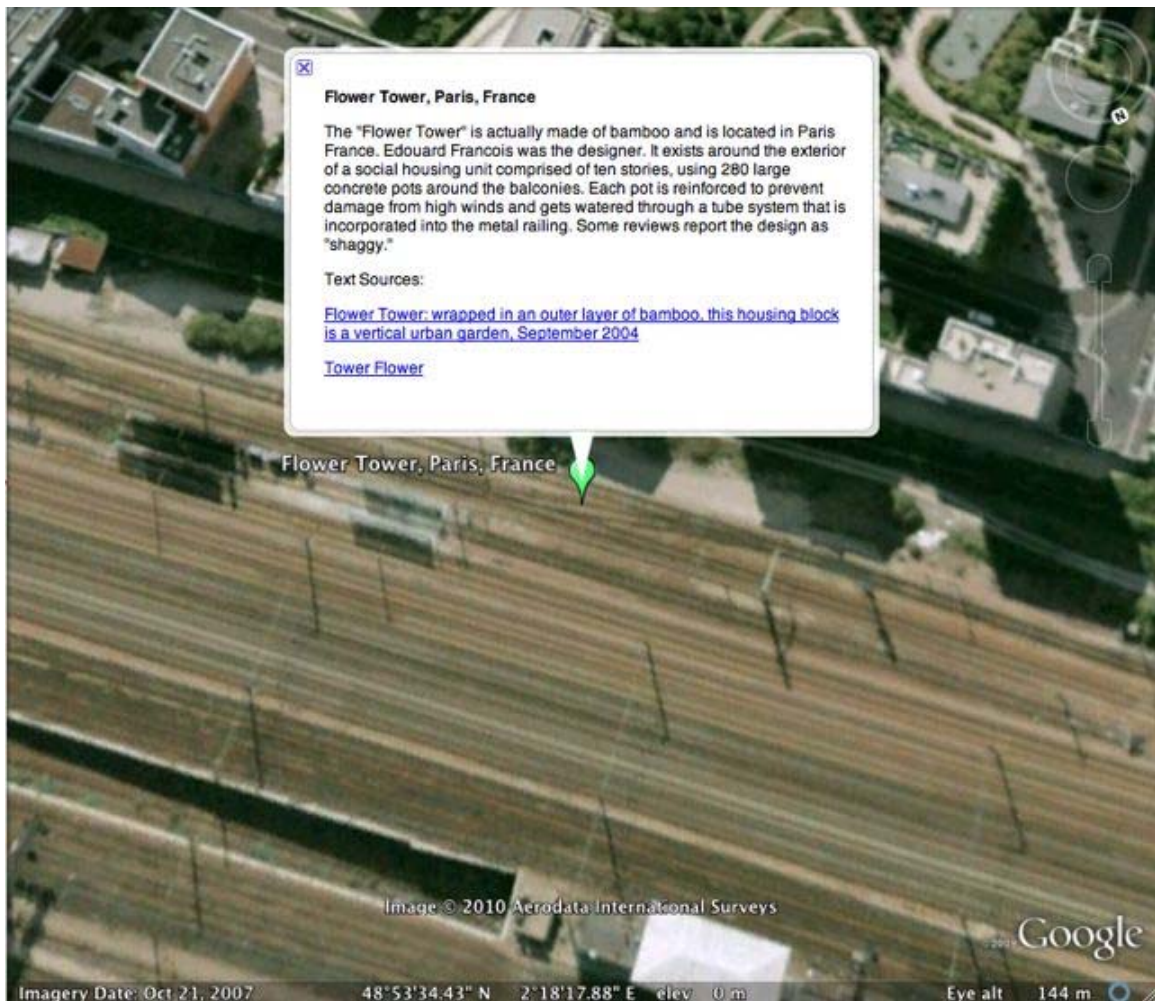 Flower Tower, Paris, France
The "Flower Tower" is actually made of bamboo and is located in Paris
France. Edouard Francois was the designer. It exists around the exterior
of a social housing unit comprised of ten stories, using 280 large
concrete pots around the balconies. Each pot is reinforced to prevent
damage from high winds and gets watered through a tube system that is
incorporated into the metal railing. Some reviews report the design as
"shaggy."
Text Sources:
Flower Tower: wrapped in an outer layer of bamboo, this housing block
is a vertical urban garden, September 2004
Tower Flower
N
Flower Tower, Paris, France
Image © 2010 Aerodata International Surveys
Google
Imagery Date: Oct 21, 2007 48°53'34.43" N 2°18'17.88" E elev 0 m Eye alt 144 m